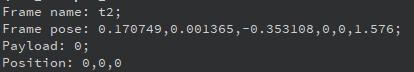 Frame name: t2;
Frame pose: 0.170749,0.001365,-0.353108,0,0,1.576;
Payload: 0;
Position: 0,0,0